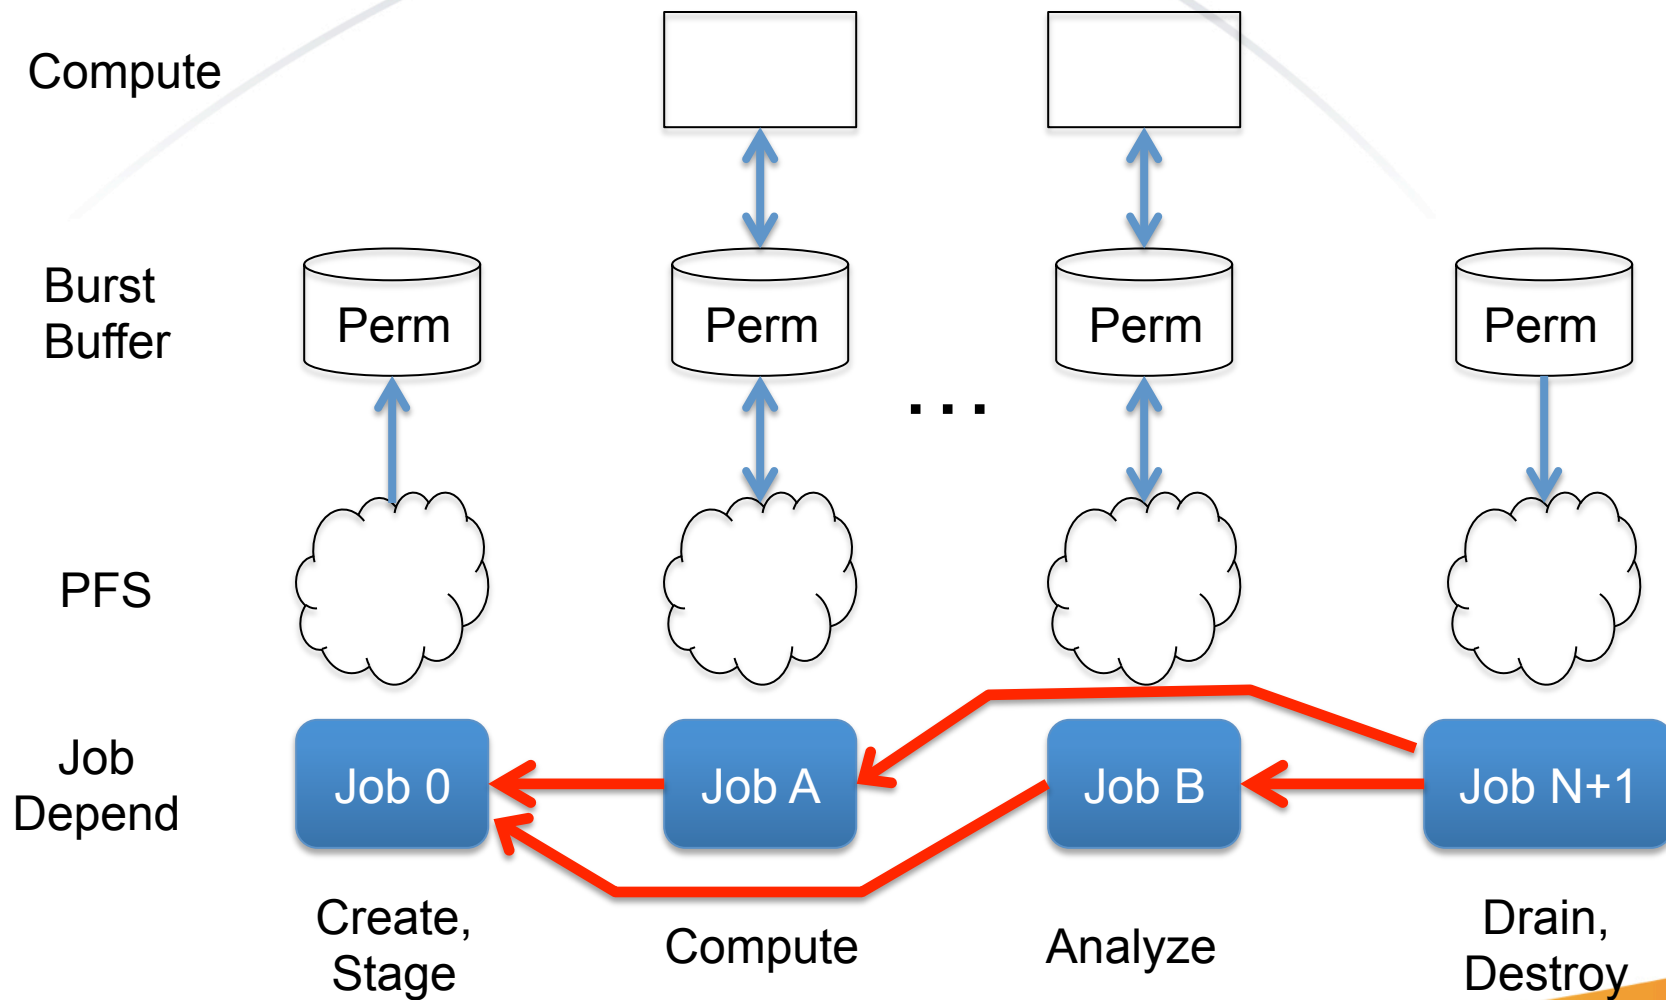 Compute
Burst
Buffer
Perm
Perm
Perm
Perm
...
PFS
Job
Depend
Job 0
Job A
Job B
Job N+1
Create,
Stage
Compute
Analyze
Drain,
Destroy